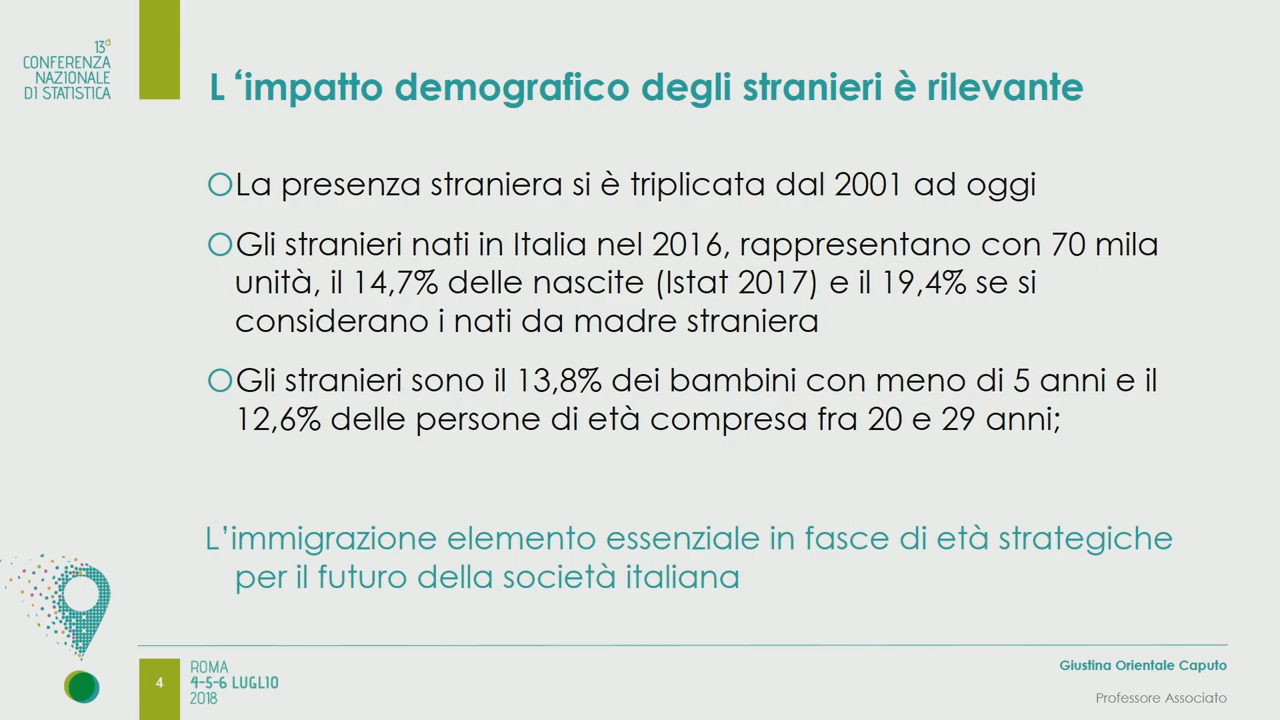 13ª
CONFERENZA
NAZIONALE
DI STATISTICA
L ‘impatto demografico degli stranieri è rilevante
La presenza straniera si è triplicata dal 2001 ad oggi
Gli stranieri nati in Italia nel 2016, rappresentano con 70 mila
unità, il 14,7% delle nascite (Istat 2017) e il 19,4% se si
considerano i nati da madre straniera
Gli stranieri sono il 13,8% dei bambini con meno di 5 anni e il
12,6% delle persone di età compresa fra 20 e 29 anni;
L’immigrazione elemento essenziale in fasce di età strategiche
per il futuro della società italiana
4
ROMA
4-5-6 LUGLIO
2018
Giustina Orientale Caputo
Professore Associato